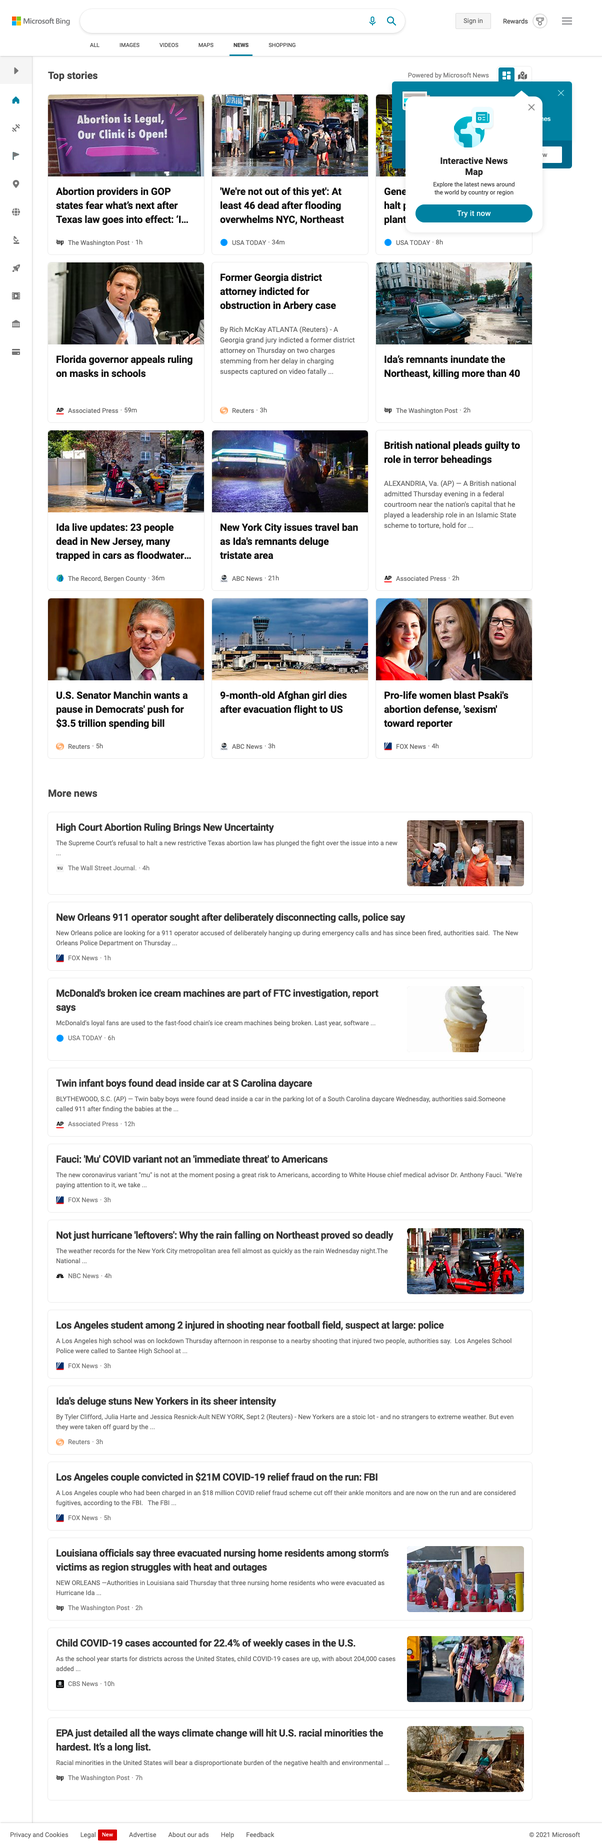 Microsoft Bing
Sign in
Rewards
ALL
IMAGES
VIDEOS
MAPS
NEWS
SHOPPING
Top stories
Powered by Microsoft News
Interactive News
Map
Explore the latest news around
the world by country or region
Try it now
Abortion is Legal,
Our Clinic is Open!
Abortion providers in GOP
states fear what's next after
Texas law goes into effect: 'I...
The Washington Post · 1h
'We're not out of this yet': At
least 46 dead after flooding
overwhelms NYC, Northeast
USA TODAY · 34m
Gene
halt p
plant
USA TODAY · 8h
Florida governor appeals ruling
on masks in schools
AP Associated Press · 59m
Former Georgia district
attorney indicted for
obstruction in Arbery case
By Rich McKay ATLANTA (Reuters) - A
Georgia grand jury indicted a former district
attorney on Thursday on two charges
stemming from her delay in charging
suspects captured on video fatally ...
Reuters · 3h
Ida's remnants inundate the
Northeast, killing more than 40
The Washington Post · 2h
Ida live updates: 23 people
dead in New Jersey, many
trapped in cars as floodwater...
The Record, Bergen County · 36m
New York City issues travel ban
as Ida's remnants deluge
tristate area
ABC News · 21h
British national pleads guilty to
role in terror beheadings
ALEXANDRIA, Va. (AP) — A British national
admitted Thursday evening in a federal
courtroom near the nation's capital that he
played a leadership role in an Islamic State
scheme to torture, hold for ...
AP Associated Press · 2h
U.S. Senator Manchin wants a
pause in Democrats' push for
$3.5 trillion spending bill
Reuters · 5h
9-month-old Afghan girl dies
after evacuation flight to US
ABC News · 3h
Pro-life women blast Psaki's
abortion defense, 'sexism'
toward reporter
FOX News · 4h
More news
High Court Abortion Ruling Brings New Uncertainty
The Supreme Court's refusal to halt a new restrictive Texas abortion law has plunged the fight over the issue into a new
...
The Wall Street Journal. · 4h
New Orleans 911 operator sought after deliberately disconnecting calls, police say
New Orleans police are looking for a 911 operator accused of deliberately hanging up during emergency calls and has since been fired, authorities said. The New
Orleans Police Department on Thursday ...
FOX News · 1h
McDonald's broken ice cream machines are part of FTC investigation, report
says
McDonald's loyal fans are used to the fast-food chain's ice cream machines being broken. Last year, software ...
USA TODAY · 6h
Twin infant boys found dead inside car at S Carolina daycare
BLYTHEWOOD, S.C. (AP) — Twin baby boys were found dead inside a car in the parking lot of a South Carolina daycare Wednesday, authorities said.Someone
called 911 after finding the babies at the ...
AP Associated Press · 12h
Fauci: 'Mu' COVID variant not an 'immediate threat' to Americans
The new coronavirus variant "mu" is not at the moment posing a great risk to Americans, according to White House chief medical advisor Dr. Anthony Fauci. "We're
paying attention to it, we take ...
FOX News · 3h
Not just hurricane 'leftovers': Why the rain falling on Northeast proved so deadly
The weather records for the New York City metropolitan area fell almost as quickly as the rain Wednesday night.The
National ...
NBC News · 4h
Los Angeles student among 2 injured in shooting near football field, suspect at large: police
A Los Angeles high school was on lockdown Thursday afternoon in response to a nearby shooting that injured two people, authorities say. Los Angeles School
Police were called to Santee High School at ...
FOX News · 3h
Ida's deluge stuns New Yorkers in its sheer intensity
By Tyler Clifford, Julia Harte and Jessica Resnick-Ault NEW YORK, Sept 2 (Reuters) - New Yorkers are a stoic lot - and no strangers to extreme weather. But even
they were taken off guard by the ...
Reuters · 3h
Los Angeles couple convicted in $21M COVID-19 relief fraud on the run: FBI
A Los Angeles couple who had been charged in an $18 million COVID relief fraud scheme cut off their ankle monitors and are now on the run and are considered
fugitives, according to the FBI. The FBI ...
FOX News · 5h
Louisiana officials say three evacuated nursing home residents among storm's
victims as region struggles with heat and outages
NEW ORLEANS —Authorities in Louisiana said Thursday that three nursing home residents who were evacuated as
Hurricane Ida ...
The Washington Post · 2h
Child COVID-19 cases accounted for 22.4% of weekly cases in the U.S.
As the school year starts for districts across the United States, child COVID-19 cases are up, with about 204,000 cases
added ...
CBS News · 10h
EPA just detailed all the ways climate change will hit U.S. racial minorities the
hardest. It's a long list.
Racial minorities in the United States will bear a disproportionate burden of the negative health and environmental ...
The Washington Post · 7h
Privacy and Cookies
Legal
New
Advertise
About our ads
Help
Feedback
© 2021 Microsoft